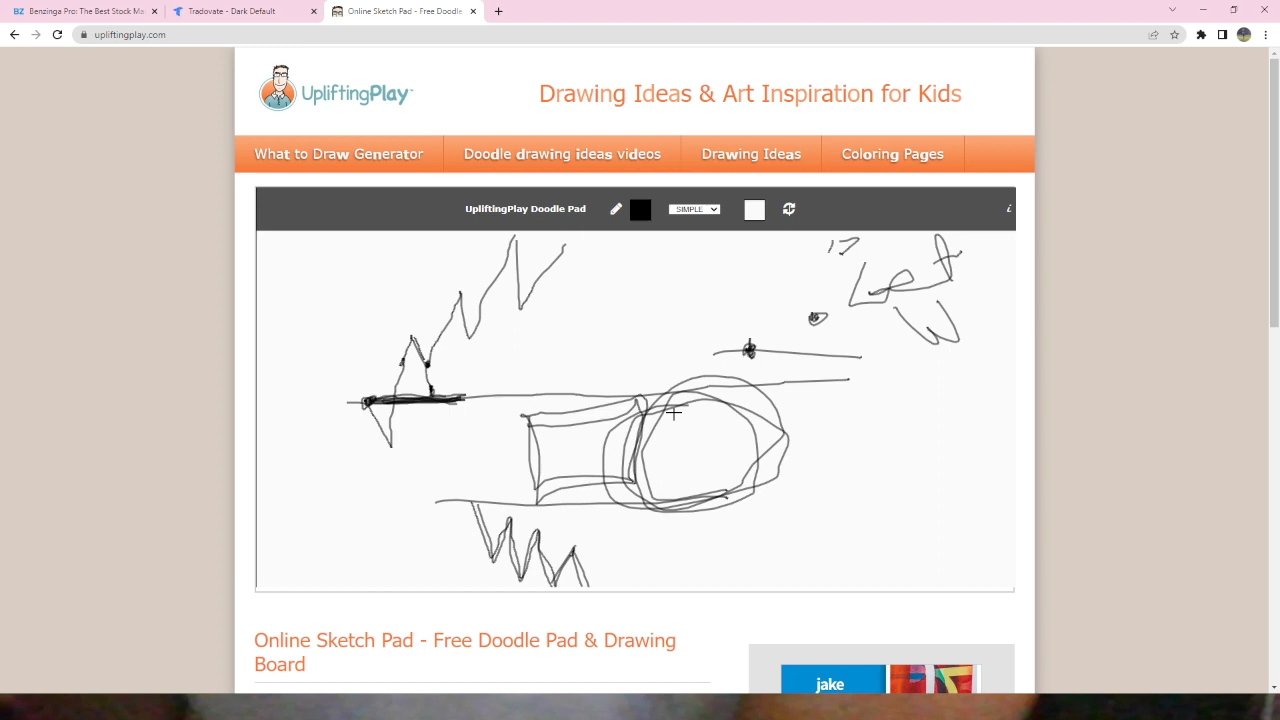 Benzinga Pro: The Best Stock Ma
Tradovate - Dark Default
Online Sketch Pad - Free Doodle
upliftingplay.com
UpliftingPlay
Drawing Ideas & Art Inspiration for Kids
What to Draw Generator
Doodle drawing ideas videos
Drawing Ideas
Coloring Pages
UpliftingPlay Doodle Pad
SIMPLE
i
Online Sketch Pad - Free Doodle Pad & Drawing
Board
jake